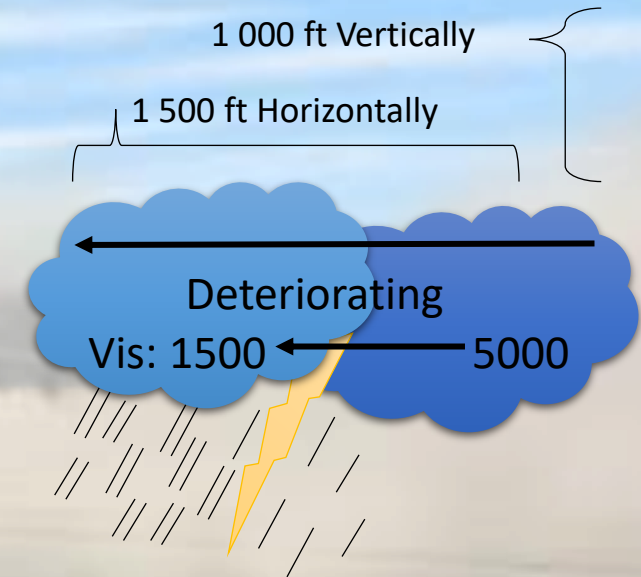 1 000 ft Vertically
1 500 ft Horizontally
Deteriorating
Vis: 1500 5000